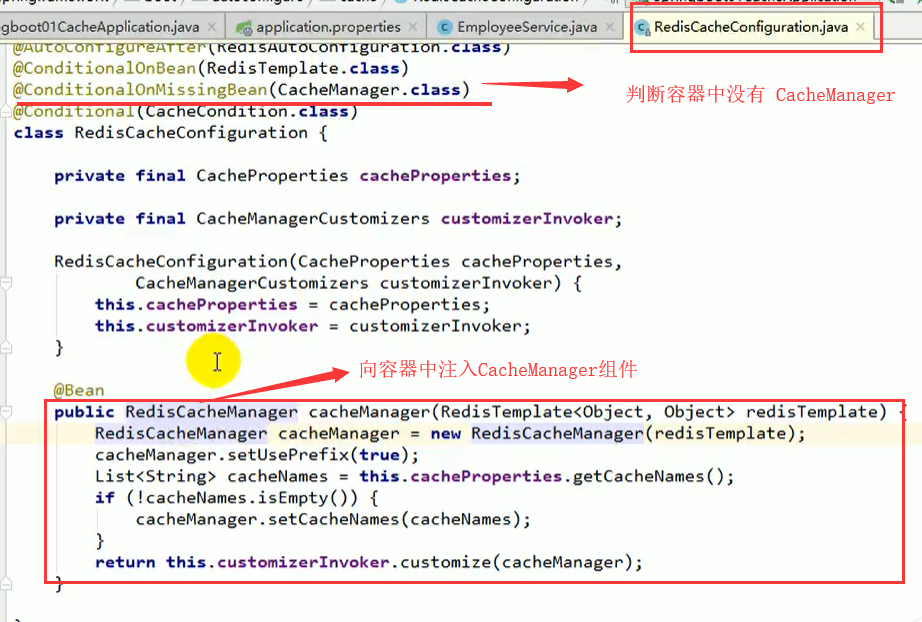 gboot01CacheApplication.java
application.properties
EmployeeService.java
RedisCacheConfiguration.java
@AutoConfigureAfter(RedisAutoConfiguration.class)
@ConditionalOnBean(RedisTemplate.class)
@ConditionalOnMissingBean(CacheManager.class)
判断容器中没有 CacheManager
@Conditional(CacheCondition.class)
class RedisCacheConfiguration {
private final CacheProperties cacheProperties;
private final CacheManagerCustomizers customizerInvoker;
RedisCacheConfiguration(CacheProperties cacheProperties,
CacheManagerCustomizers customizerInvoker) {
this.cacheProperties = cacheProperties;
this.customizerInvoker = customizerInvoker;
}
向容器中注入CacheManager组件
@Bean
public RedisCacheManager cacheManager(RedisTemplate<Object, Object> redisTemplate) {
RedisCacheManager cacheManager = new RedisCacheManager(redisTemplate);
cacheManager.setUsePrefix(true);
List<String> cacheNames = this.cacheProperties.getCacheNames();
if (!cacheNames.isEmpty()) {
cacheManager.setCacheNames(cacheNames);
}
return this.customizerInvoker.customize(cacheManager);
}